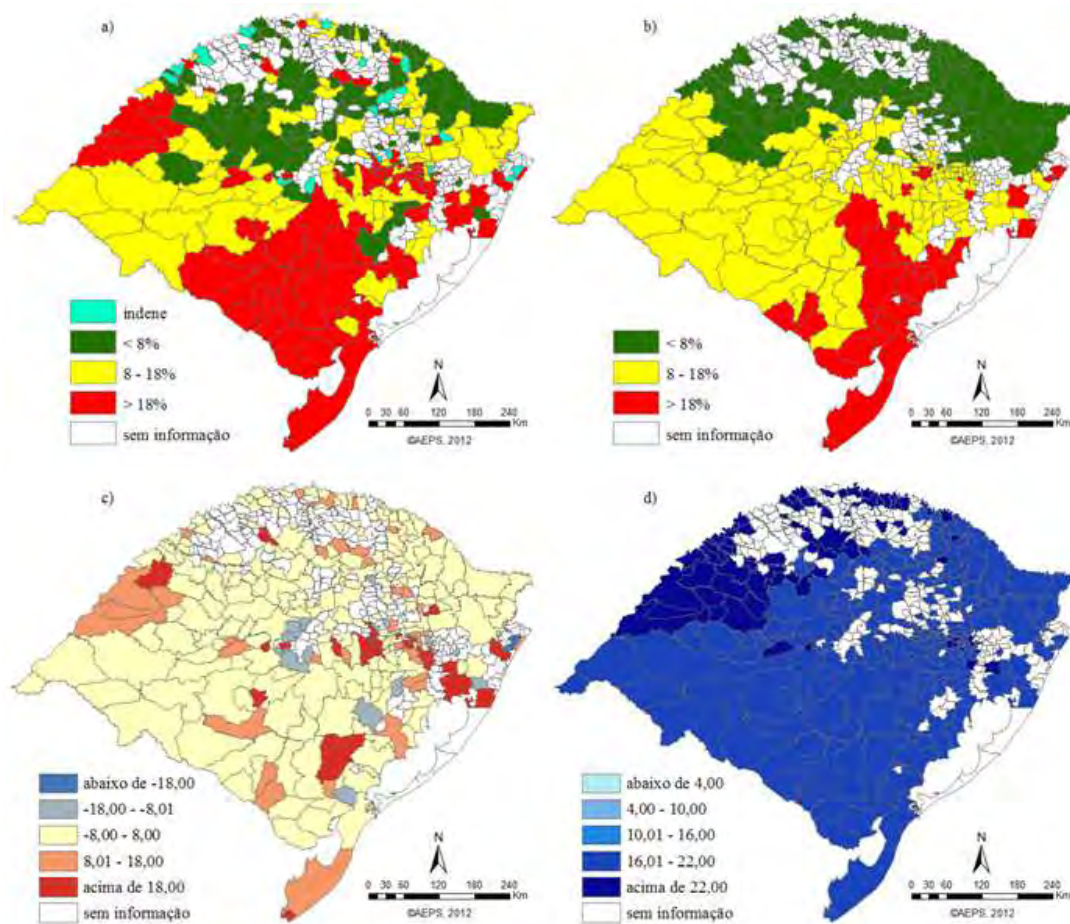 a)
indene
< 8%
8 - 18%
> 18%
sem informação
N
0 30 60 120 180 240
Km
©AEPS, 2012
b)
< 8%
8 - 18%
> 18%
sem informação
N
0 30 60 120 180 240
Km
©AEPS, 2012
c)
abaixo de -18,00
-18,00 - -8,01
-8,00 - 8,00
8,01 - 18,00
acima de 18,00
sem informação
N
0 30 60 120 180 240
Km
©AEPS, 2012
d)
abaixo de 4,00
4,00 - 10,00
10,01 - 16,00
16,01 - 22,00
acima de 22,00
sem informação
N
0 30 60 120 180 240
Km
©AEPS, 2012